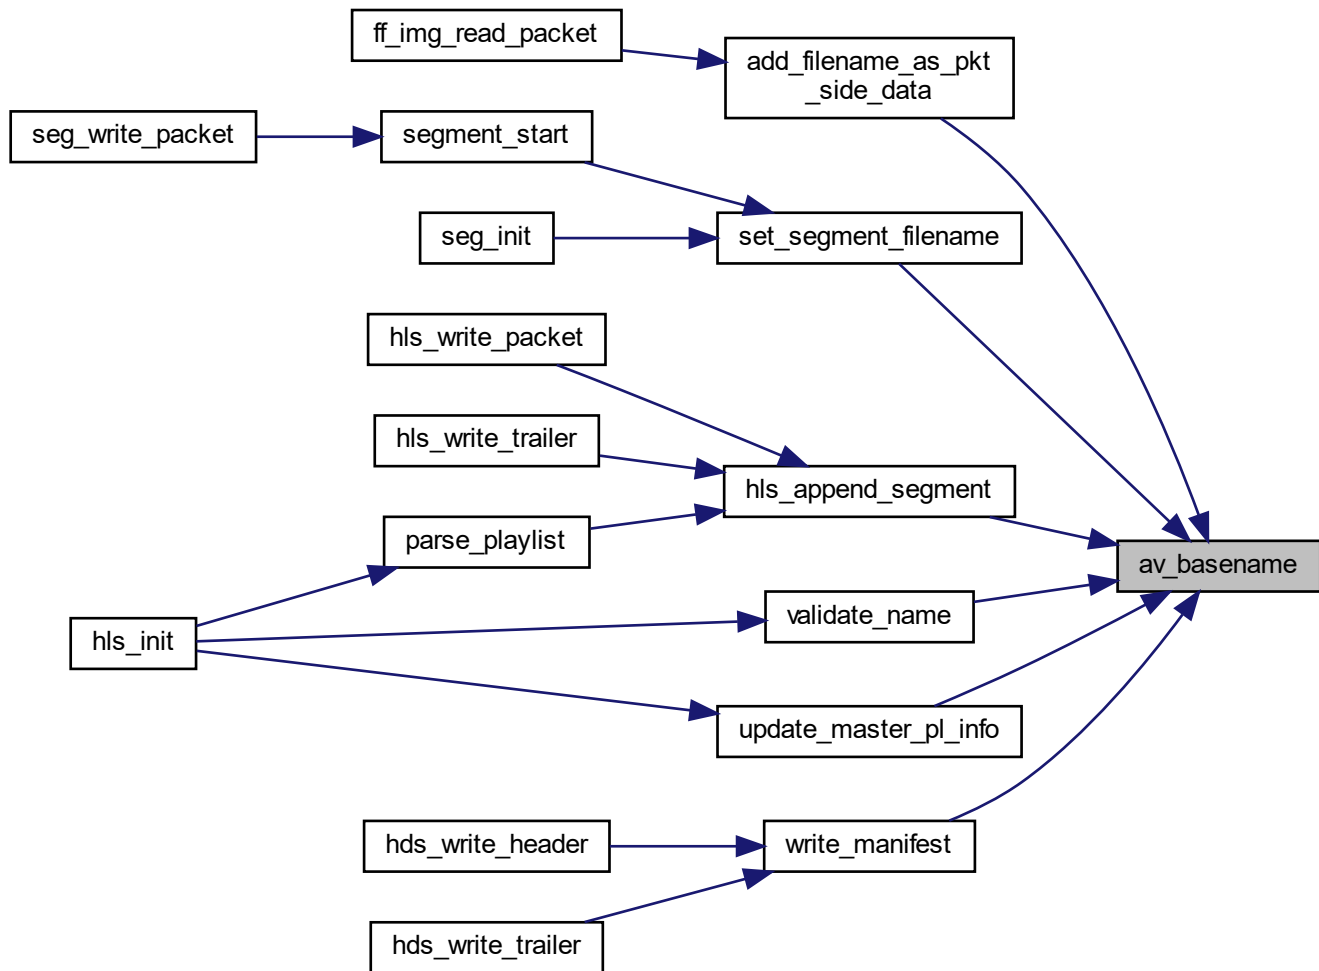 ff_img_read_packet
add_filename_as_pkt
_side_data
seg_write_packet
segment_start
seg_init
set_segment_filename
hls_write_packet
hls_write_trailer
hls_append_segment
parse_playlist
av_basename
validate_name
hls_init
update_master_pl_info
hds_write_header
write_manifest
hds_write_trailer